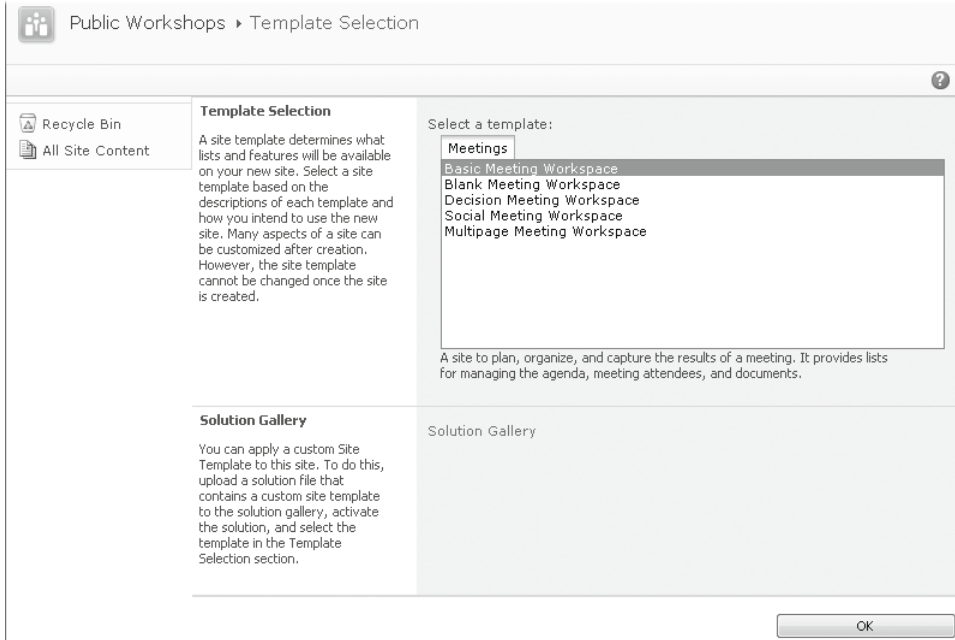 Public Workshops ▸ Template Selection
Recycle Bin
All Site Content
Template Selection
A site template determines what
lists and features will be available
on your new site. Select a site
template based on the
descriptions of each template and
how you intend to use the new
site. Many aspects of a site can
be customized after creation.
However, the site template
cannot be changed once the site
is created.
Select a template:
Meetings
Basic Meeting Workspace
Blank Meeting Workspace
Decision Meeting Workspace
Social Meeting Workspace
Multipage Meeting Workspace
A site to plan, organize, and capture the results of a meeting. It provides lists
for managing the agenda, meeting attendees, and documents.
Solution Gallery
You can apply a custom Site
Template to this site. To do this,
upload a solution file that
contains a custom site template
to the solution gallery, activate
the solution, and select the
template in the Template
Selection section.
Solution Gallery
OK